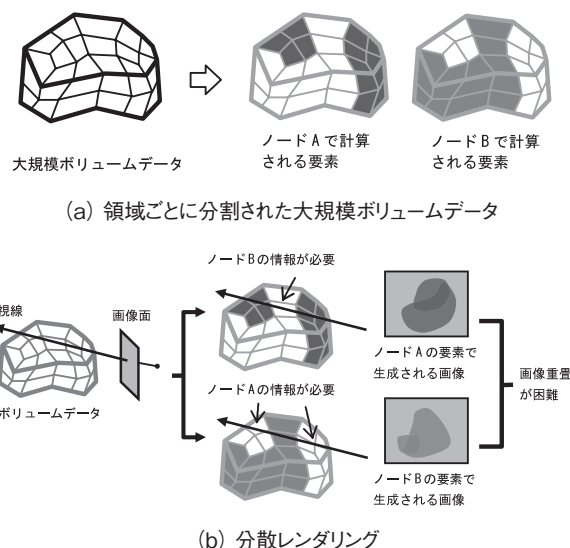 大規模ボリュームデータ
ノードAで計算
される要素
ノードBで計算
される要素
(a) 領域ごとに分割された大規模ボリュームデータ
視線
画像面
ボリュームデータ
ノードBの情報が必要
ノードAの要素で
生成される画像
ノードAの情報が必要
ノードBの要素で
生成される画像
画像重畳
が困難
(b) 分散レンダリング